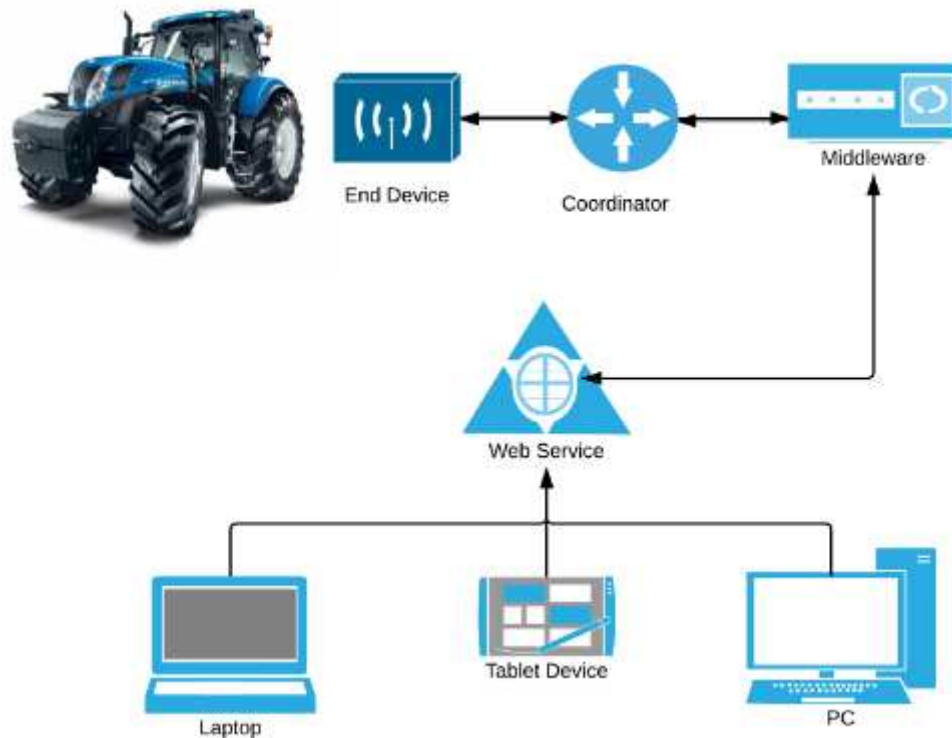 End Device
Coordinator
Middleware
Web Service
Laptop
Tablet Device
PC